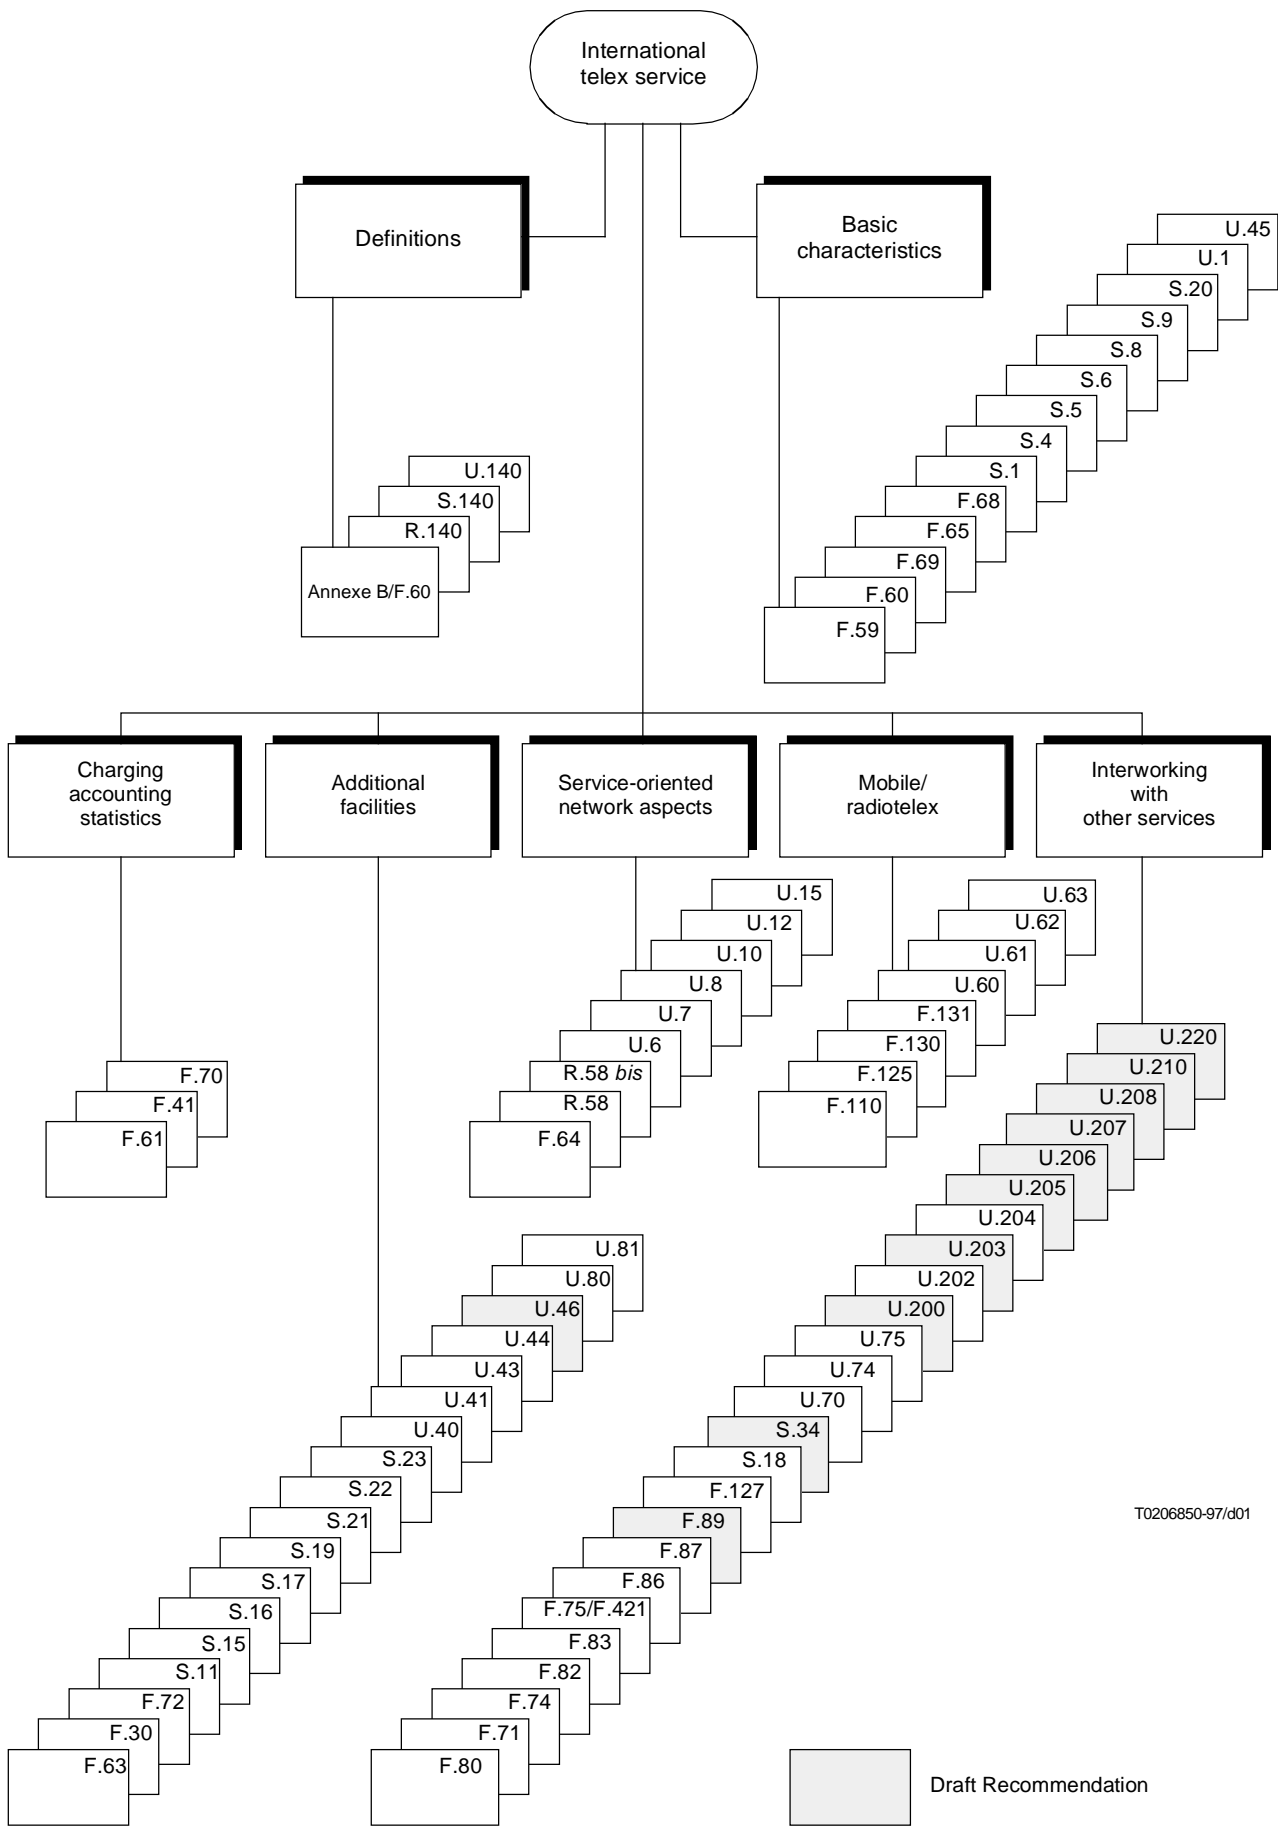 International
telex service
Definitions
Basic
characteristics
U.45
U.1
S.20
S.9
S.8
S.6
S.5
S.4
S.1
F.68
F.65
F.69
F.60
F.59
U.140
S.140
R.140
Annexe B/F.60
Charging
accounting
statistics
Additional
facilities
Service-oriented
network aspects
Mobile/
radiotelex
Interworking
with
other services
F.70
F.41
F.61
U.81
U.80
U.46
U.44
U.43
U.41
U.40
S.23
S.22
S.21
S.19
S.17
S.16
S.15
S.11
F.72
F.30
F.63
U.15
U.12
U.10
U.8
U.7
U.6
R.58 bis
R.58
F.64
U.63
U.62
U.61
U.60
F.131
F.130
F.125
F.110
U.220
U.210
U.208
U.207
U.206
U.205
U.204
U.203
U.202
U.200
U.75
U.74
U.70
S.34
S.18
F.127
F.89
F.87
F.86
F.75/F.421
F.83
F.82
F.74
F.71
F.80
T0206850-97/d01
Draft Recommendation